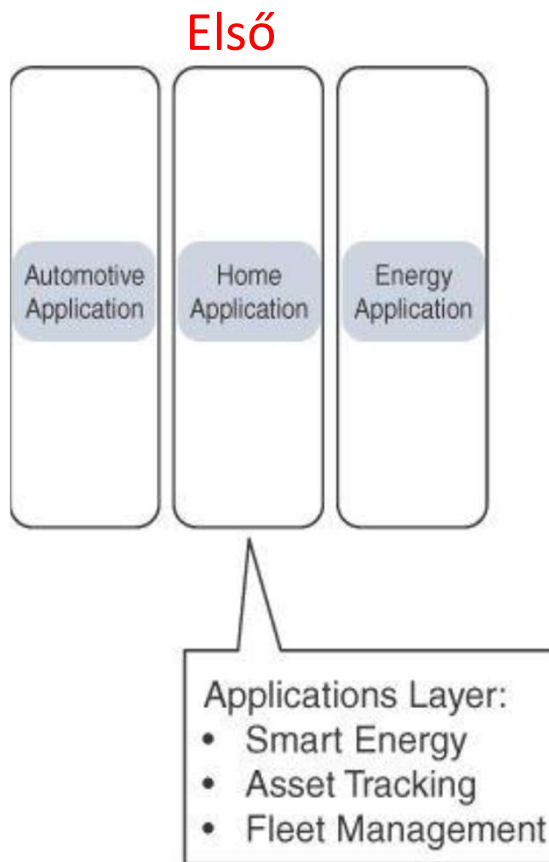 Első
Automotive
Application
Home
Application
Energy
Application
Applications Layer:
• Smart Energy
• Asset Tracking
• Fleet Management